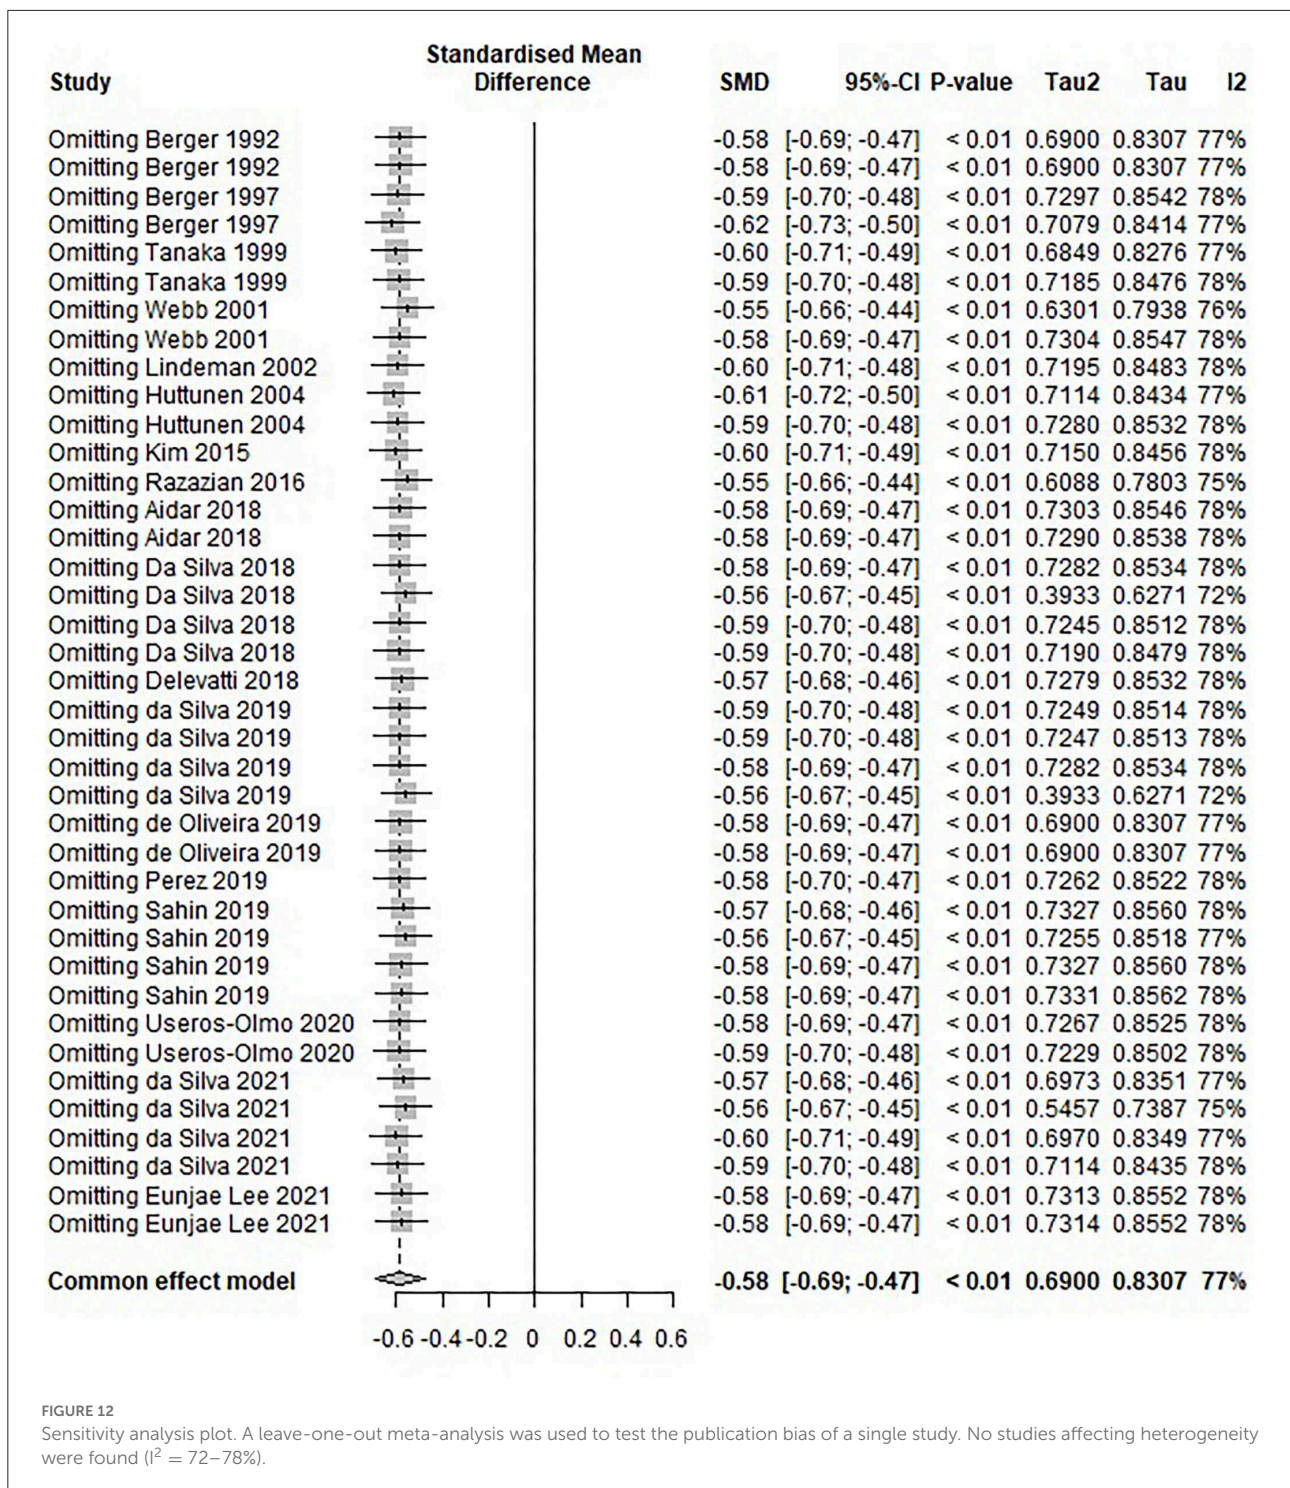 Standardised Mean
Study Difference SMD 95%-CI P-value Tau2 Tau I2
Omitting Berger 1992 -0.58 [-0.69; -0.47] < 0.01 0.6900 0.8307 77%
Omitting Berger 1992 -0.58 [-0.69; -0.47] < 0.01 0.6900 0.8307 77%
Omitting Berger 1997 -0.59 [-0.70; -0.48] < 0.01 0.7297 0.8542 78%
Omitting Berger 1997 -0.62 [-0.73; -0.50] < 0.01 0.7079 0.8414 77%
Omitting Tanaka 1999 -0.60 [-0.71; -0.49] < 0.01 0.6849 0.8276 77%
Omitting Tanaka 1999 -0.59 [-0.70; -0.48] < 0.01 0.7185 0.8476 78%
Omitting Webb 2001 -0.55 [-0.66; -0.44] < 0.01 0.6301 0.7938 76%
Omitting Webb 2001 -0.58 [-0.69; -0.47] < 0.01 0.7304 0.8547 78%
Omitting Lindeman 2002 -0.60 [-0.71; -0.48] < 0.01 0.7195 0.8483 78%
Omitting Huttunen 2004 -0.61 [-0.72; -0.50] < 0.01 0.7114 0.8434 77%
Omitting Huttunen 2004 -0.59 [-0.70; -0.48] < 0.01 0.7280 0.8532 78%
Omitting Kim 2015 -0.60 [-0.71; -0.49] < 0.01 0.7150 0.8456 78%
Omitting Razazian 2016 -0.55 [-0.66; -0.44] < 0.01 0.6088 0.7803 75%
Omitting Aidar 2018 -0.58 [-0.69; -0.47] < 0.01 0.7303 0.8546 78%
Omitting Aidar 2018 -0.58 [-0.69; -0.47] < 0.01 0.7290 0.8538 78%
Omitting Da Silva 2018 -0.58 [-0.69; -0.47] < 0.01 0.7282 0.8534 78%
Omitting Da Silva 2018 -0.56 [-0.67; -0.45] < 0.01 0.3933 0.6271 72%
Omitting Da Silva 2018 -0.59 [-0.70; -0.48] < 0.01 0.7245 0.8512 78%
Omitting Da Silva 2018 -0.59 [-0.70; -0.48] < 0.01 0.7190 0.8479 78%
Omitting Delevatti 2018 -0.57 [-0.68; -0.46] < 0.01 0.7279 0.8532 78%
Omitting da Silva 2019 -0.59 [-0.70; -0.48] < 0.01 0.7249 0.8514 78%
Omitting da Silva 2019 -0.59 [-0.70; -0.48] < 0.01 0.7247 0.8513 78%
Omitting da Silva 2019 -0.58 [-0.69; -0.47] < 0.01 0.7282 0.8534 78%
Omitting da Silva 2019 -0.56 [-0.67; -0.45] < 0.01 0.3933 0.6271 72%
Omitting de Oliveira 2019 -0.58 [-0.69; -0.47] < 0.01 0.6900 0.8307 77%
Omitting de Oliveira 2019 -0.58 [-0.69; -0.47] < 0.01 0.6900 0.8307 77%
Omitting Perez 2019 -0.58 [-0.70; -0.47] < 0.01 0.7262 0.8522 78%
Omitting Sahin 2019 -0.57 [-0.68; -0.46] < 0.01 0.7327 0.8560 78%
Omitting Sahin 2019 -0.56 [-0.67; -0.45] < 0.01 0.7255 0.8518 77%
Omitting Sahin 2019 -0.58 [-0.69; -0.47] < 0.01 0.7327 0.8560 78%
Omitting Sahin 2019 -0.58 [-0.69; -0.47] < 0.01 0.7331 0.8562 78%
Omitting Useros-Olmo 2020 -0.58 [-0.69; -0.47] < 0.01 0.7267 0.8525 78%
Omitting Useros-Olmo 2020 -0.59 [-0.70; -0.48] < 0.01 0.7229 0.8502 78%
Omitting da Silva 2021 -0.57 [-0.68; -0.46] < 0.01 0.6973 0.8351 77%
Omitting da Silva 2021 -0.56 [-0.67; -0.45] < 0.01 0.5457 0.7387 75%
Omitting da Silva 2021 -0.60 [-0.71; -0.49] < 0.01 0.6970 0.8349 77%
Omitting da Silva 2021 -0.59 [-0.70; -0.48] < 0.01 0.7114 0.8435 78%
Omitting Eunjae Lee 2021 -0.58 [-0.69; -0.47] < 0.01 0.7313 0.8552 78%
Omitting Eunjae Lee 2021 -0.58 [-0.69; -0.47] < 0.01 0.7314 0.8552 78%
Common effect model -0.58 [-0.69; -0.47] < 0.01 0.6900 0.8307 77%
-0.6 -0.4 -0.2 0 0.2 0.4 0.6
FIGURE 12
Sensitivity analysis plot. A leave-one-out meta-analysis was used to test the publication bias of a single study. No studies affecting heterogeneity
were found (I² = 72–78%).